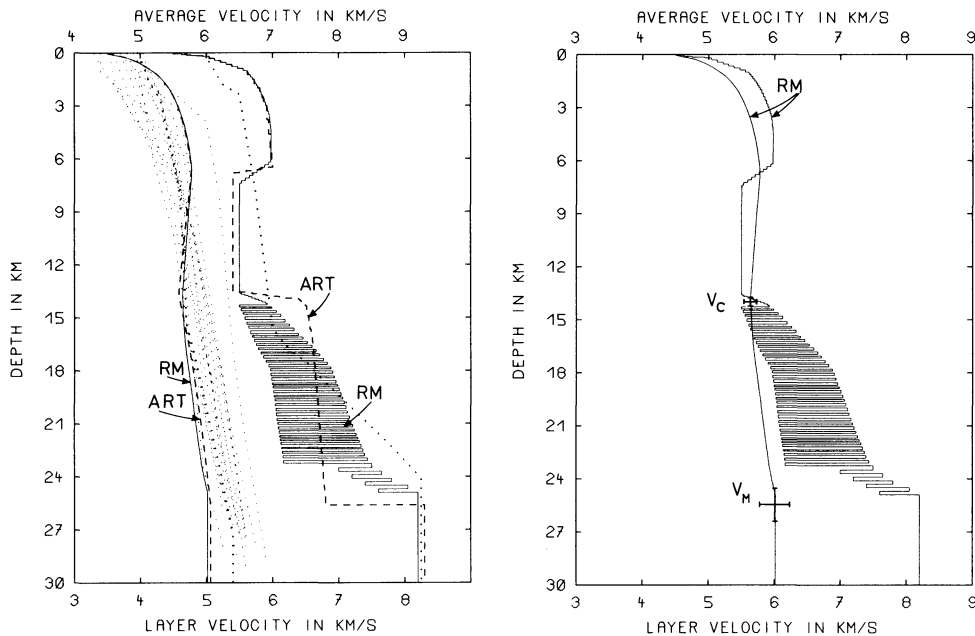 AVERAGE VELOCITY IN KM/S
4 5 6 7 8 9
0
3
6
9
12
15
18
21
24
27
30
DEPTH IN KM
ART
RM
ART
RM
3 4 5 6 7 8
LAYER VELOCITY IN KM/S
AVERAGE VELOCITY IN KM/S
3 4 5 6 7 8 9
0
3
6
9
12
15
18
21
24
27
30
DEPTH IN KM
RM
VC
VM
3 4 5 6 7 8 9
LAYER VELOCITY IN KM/S